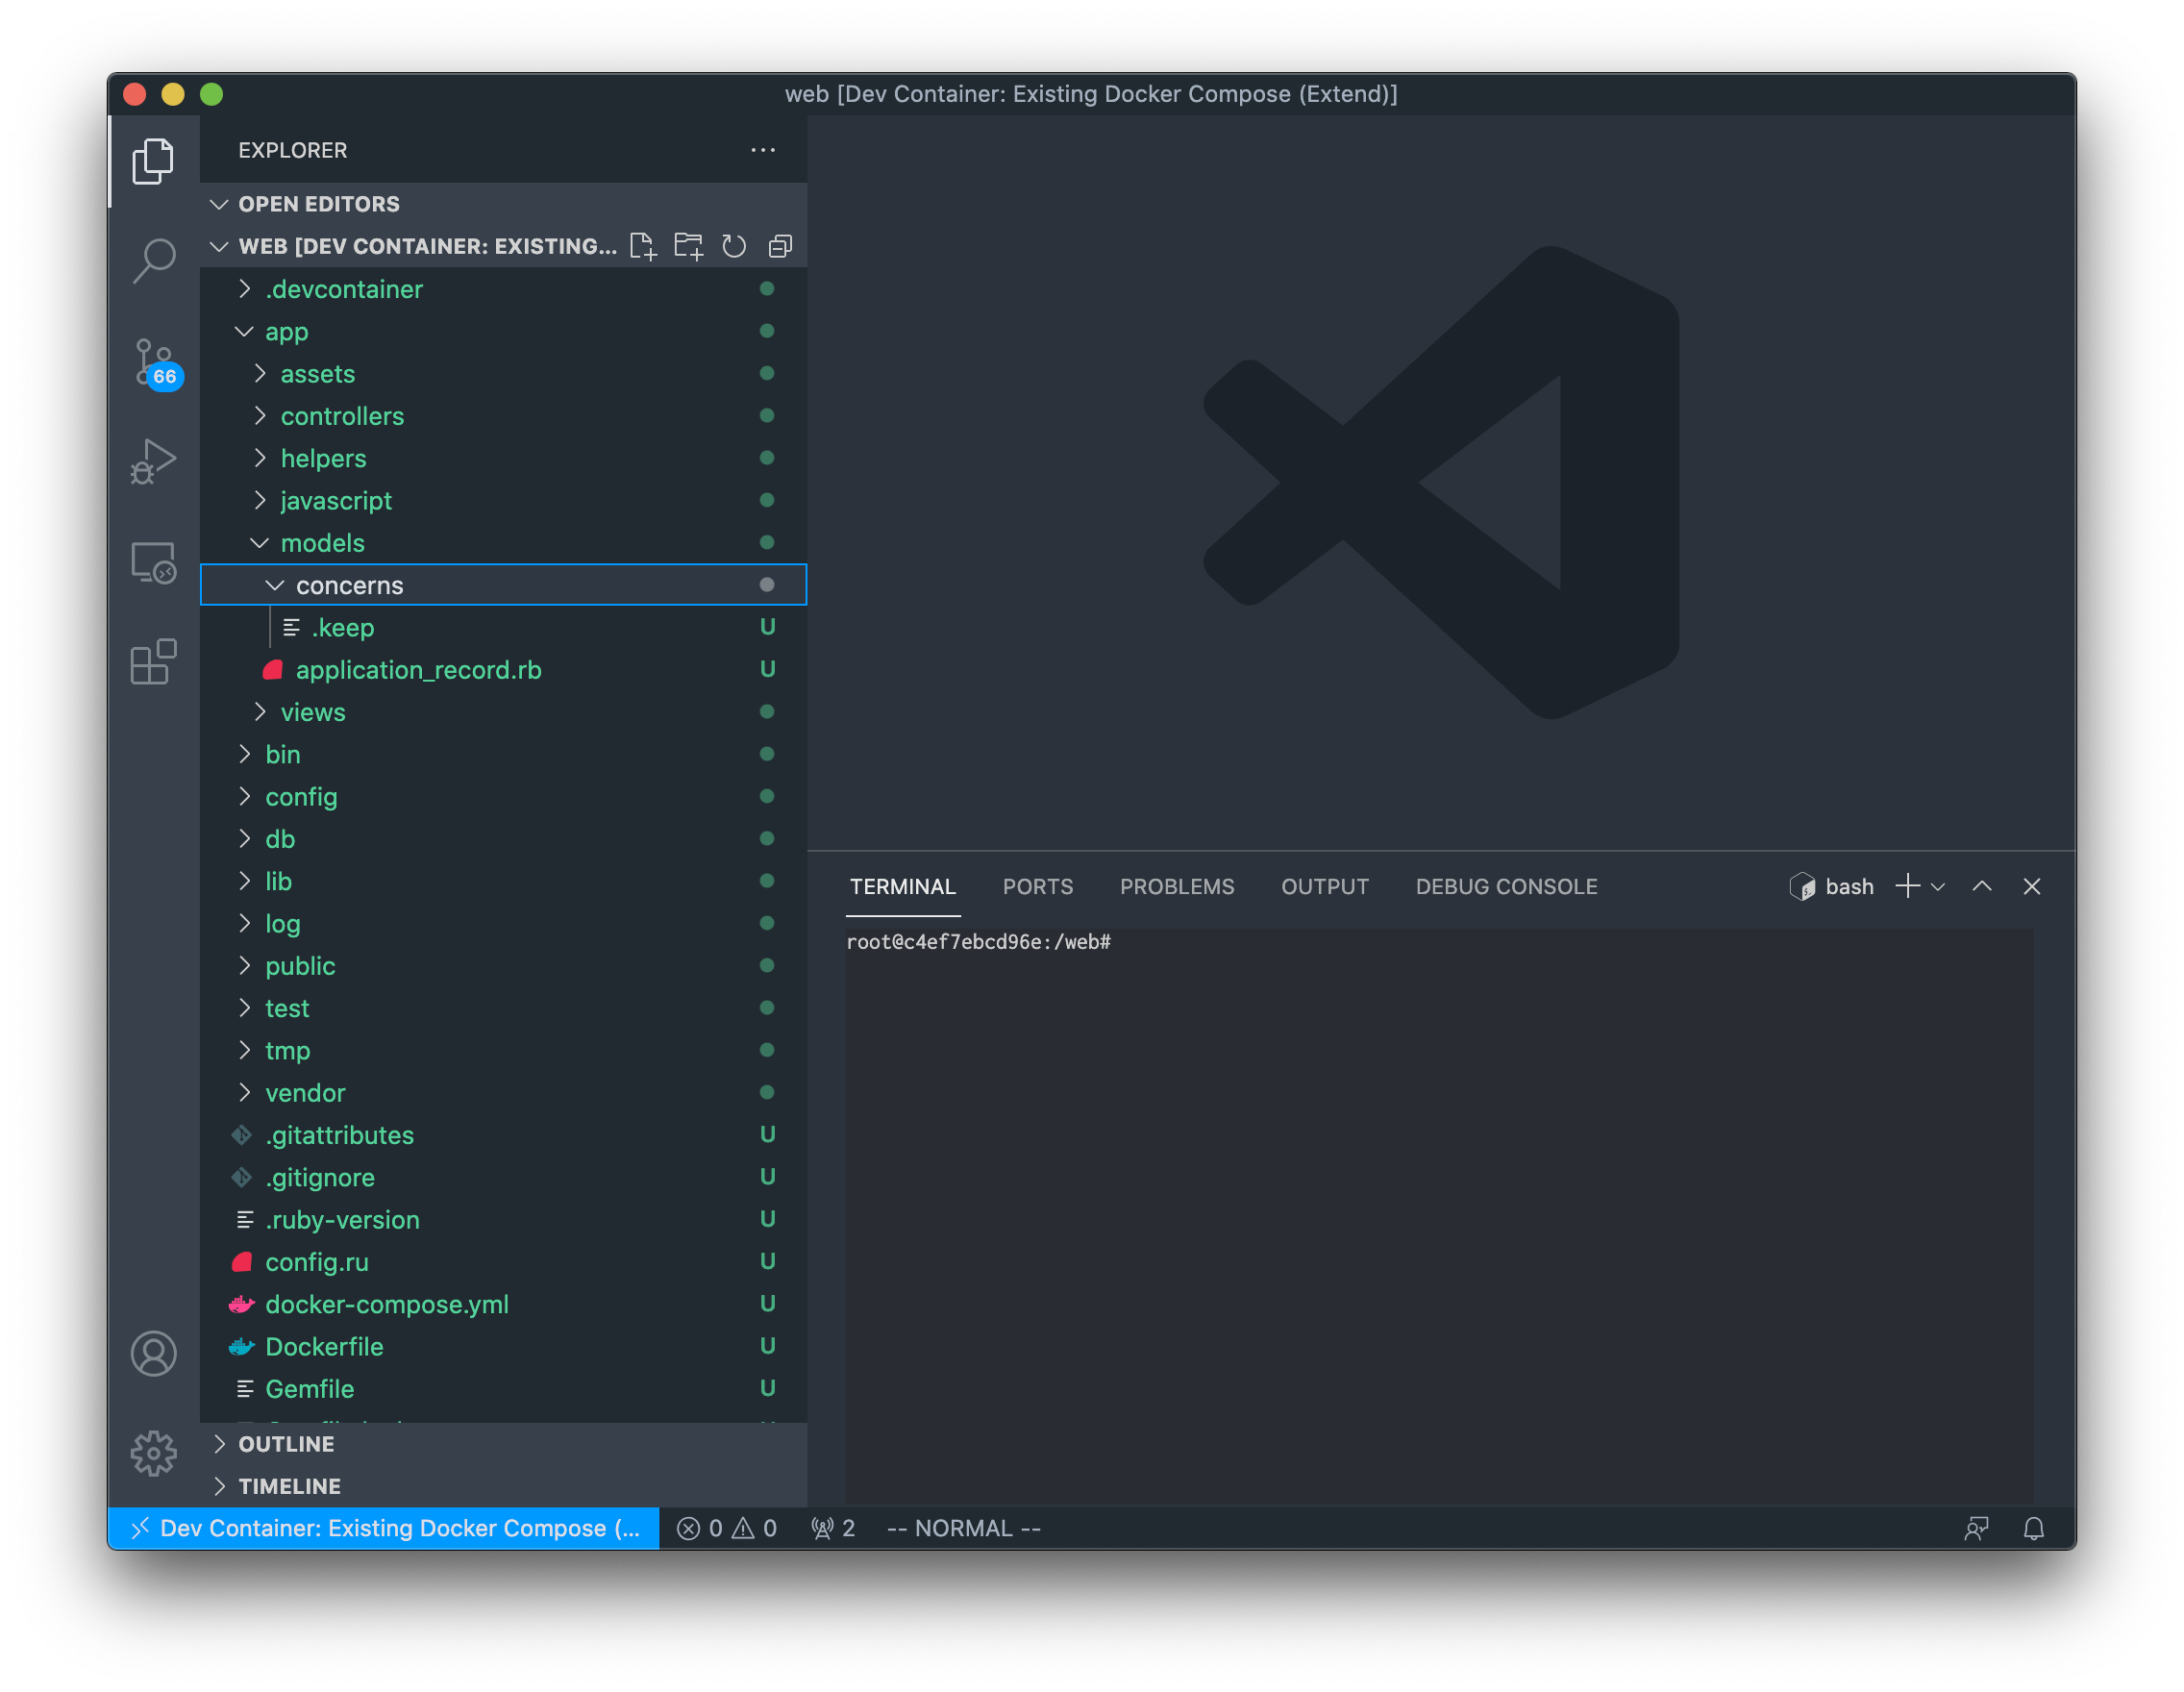 web [Dev Container: Existing Docker Compose (Extend)]
EXPLORER
OPEN EDITORS
WEB [DEV CONTAINER: EXISTING...
.devcontainer
app
assets
66
controllers
helpers
javascript
models
concerns
.keep U
application_record.rb U
views
bin
config
db
lib
log
public
test
tmp
vendor
.gitattributes U
.gitignore U
.ruby-version U
config.ru U
docker-compose.yml U
Dockerfile U
Gemfile U
OUTLINE
TIMELINE
TERMINAL PORTS PROBLEMS OUTPUT DEBUG CONSOLE bash
root@c4ef7ebcd96e:/web#
Dev Container: Existing Docker Compose (... 0 0 2 -- NORMAL --